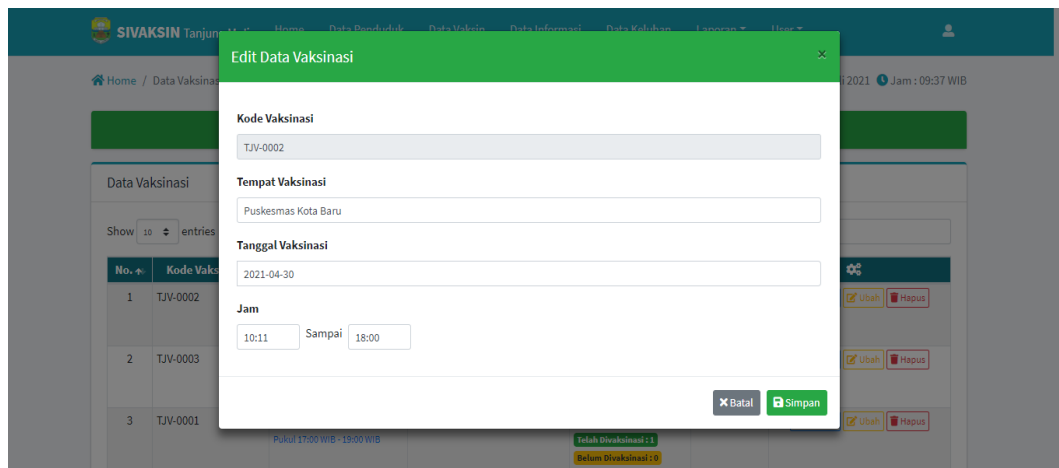 SIVAKSIN Tanjun Home Data Penduduk Data Vaksin Data Informasi Data Keluhan Laporan User
Edit Data Vaksinasi ×
Home / Data Vaksinas
i 2021 Jam : 09:37 WIB
Kode Vaksinasi
TJV-0002
Tempat Vaksinasi
Puskesmas Kota Baru
Tanggal Vaksinasi
2021-04-30
Jam
10:11 Sampai 18:00
Batal Simpan
Data Vaksinasi
Show 10 entries
No. Kode Vaks
1 TJV-0002 Ubah Hapus
2 TJV-0003 Ubah Hapus
3 TJV-0001 Ubah Hapus
Pukul 17:00 WIB - 19:00 WIB Telah Divaksinasi : 1
Belum Divaksinasi : 0